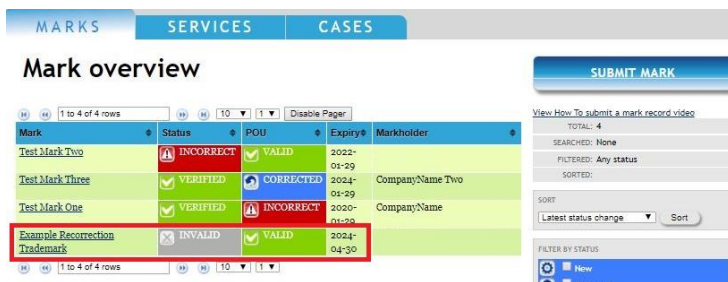 MARKS SERVICES CASES
Mark overview
SUBMIT MARK
1 to 4 of 4 rows 10 1 Disable Pager
View How To submit a mark record video
Mark Status POU Expiry Markholder
TOTAL: 4
SEARCHED: None
FILTERED: Any status
SORTED:
Test Mark Two INCORRECT VALID 2022-
01-29
Test Mark Three VERIFIED CORRECTED 2024- CompanyName Two
01-29
Test Mark One VERIFIED INCORRECT 2020- CompanyName
01-29
SORT
Latest status change Sort
Example Recorrection INVALID VALID 2024-
Trademark 04-30
FILTER BY STATUS
1 to 4 of 4 rows 10 1
New